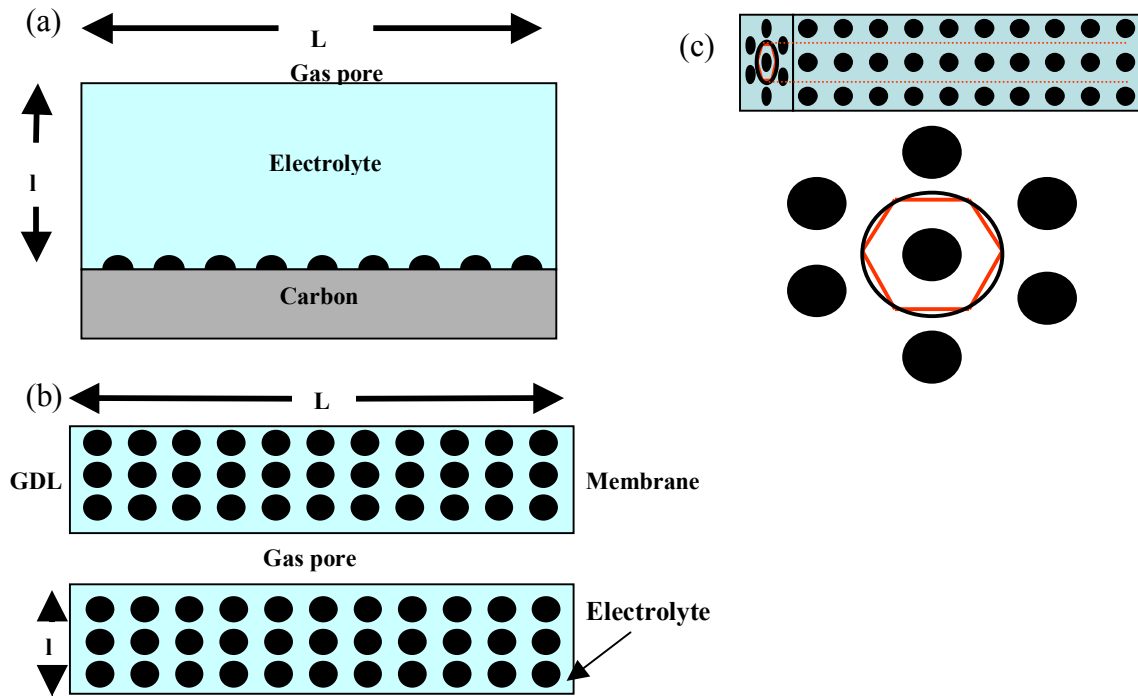 (a)
L
Gas pore
l
Electrolyte
Carbon
(b)
L
GDL
Membrane
Gas pore
l
Electrolyte
(c)